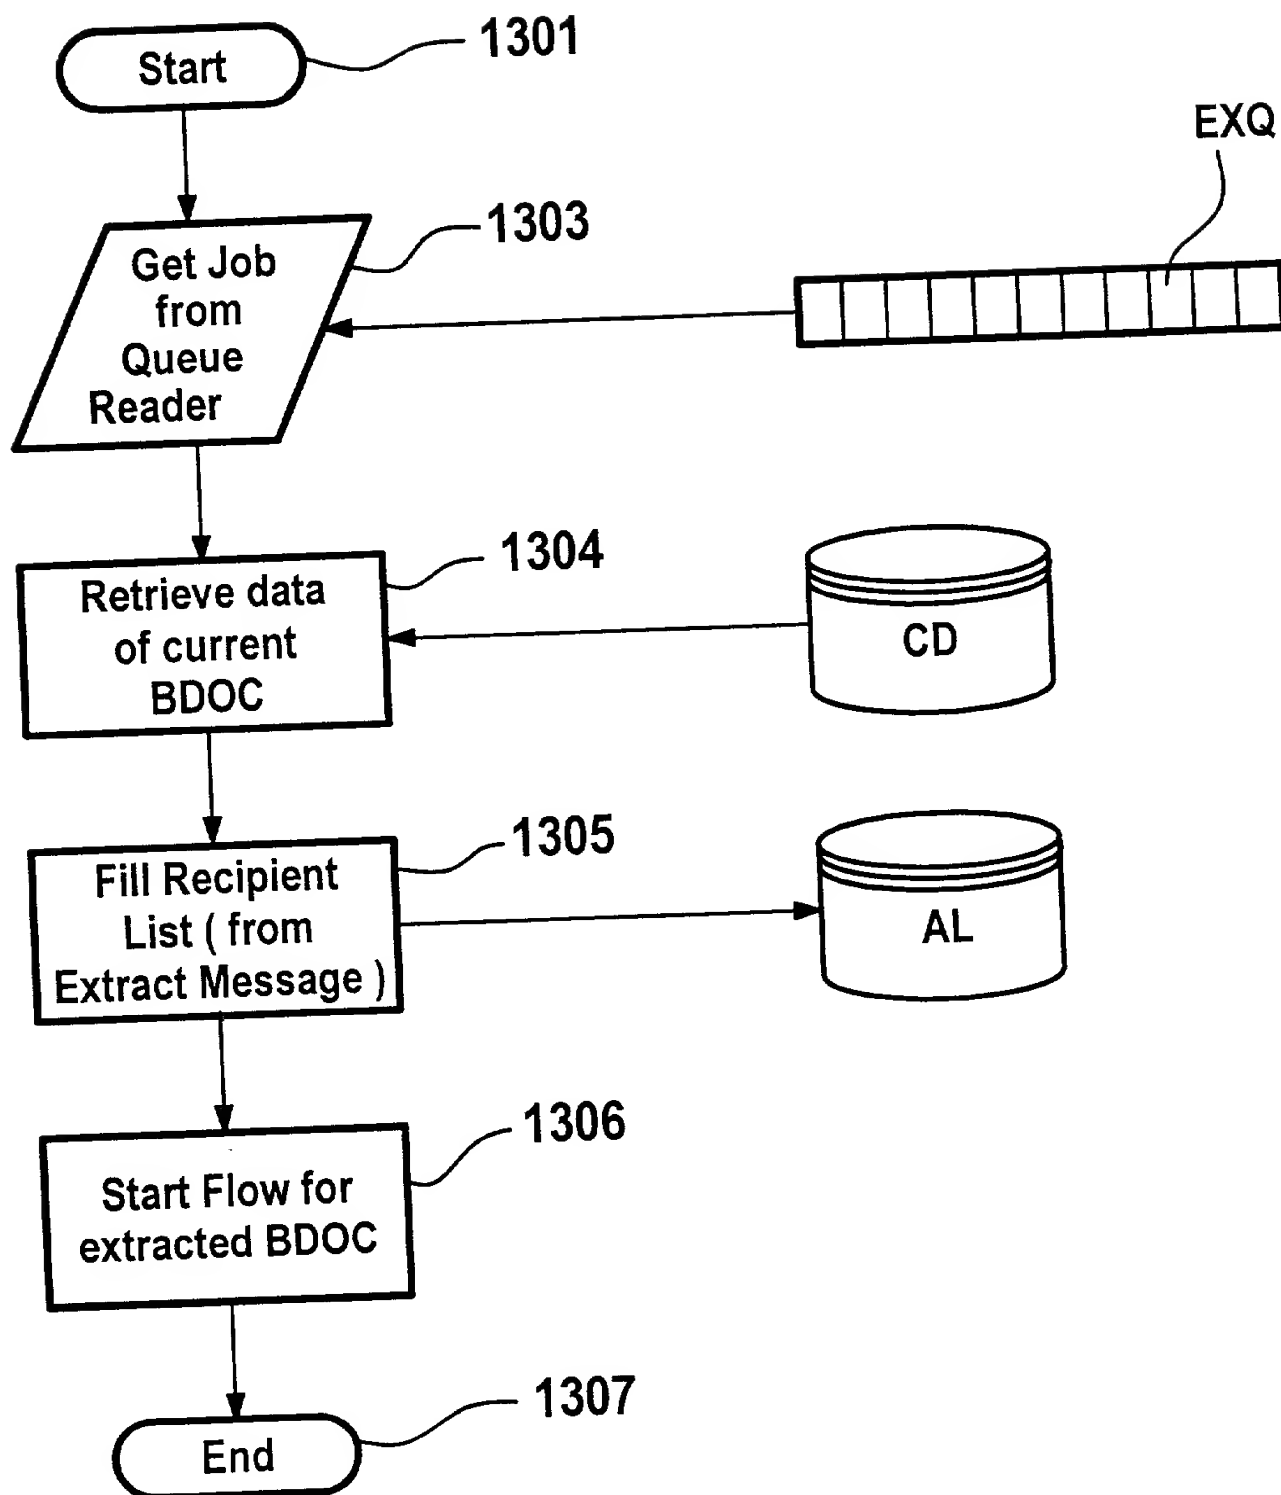 Start
1301
EXQ
Get Job
from
Queue
Reader
1303
Retrieve data
of current
BDOC
1304
CD
Fill Recipient
List ( from
Extract Message )
1305
AL
Start Flow for
extracted BDOC
1306
End
1307